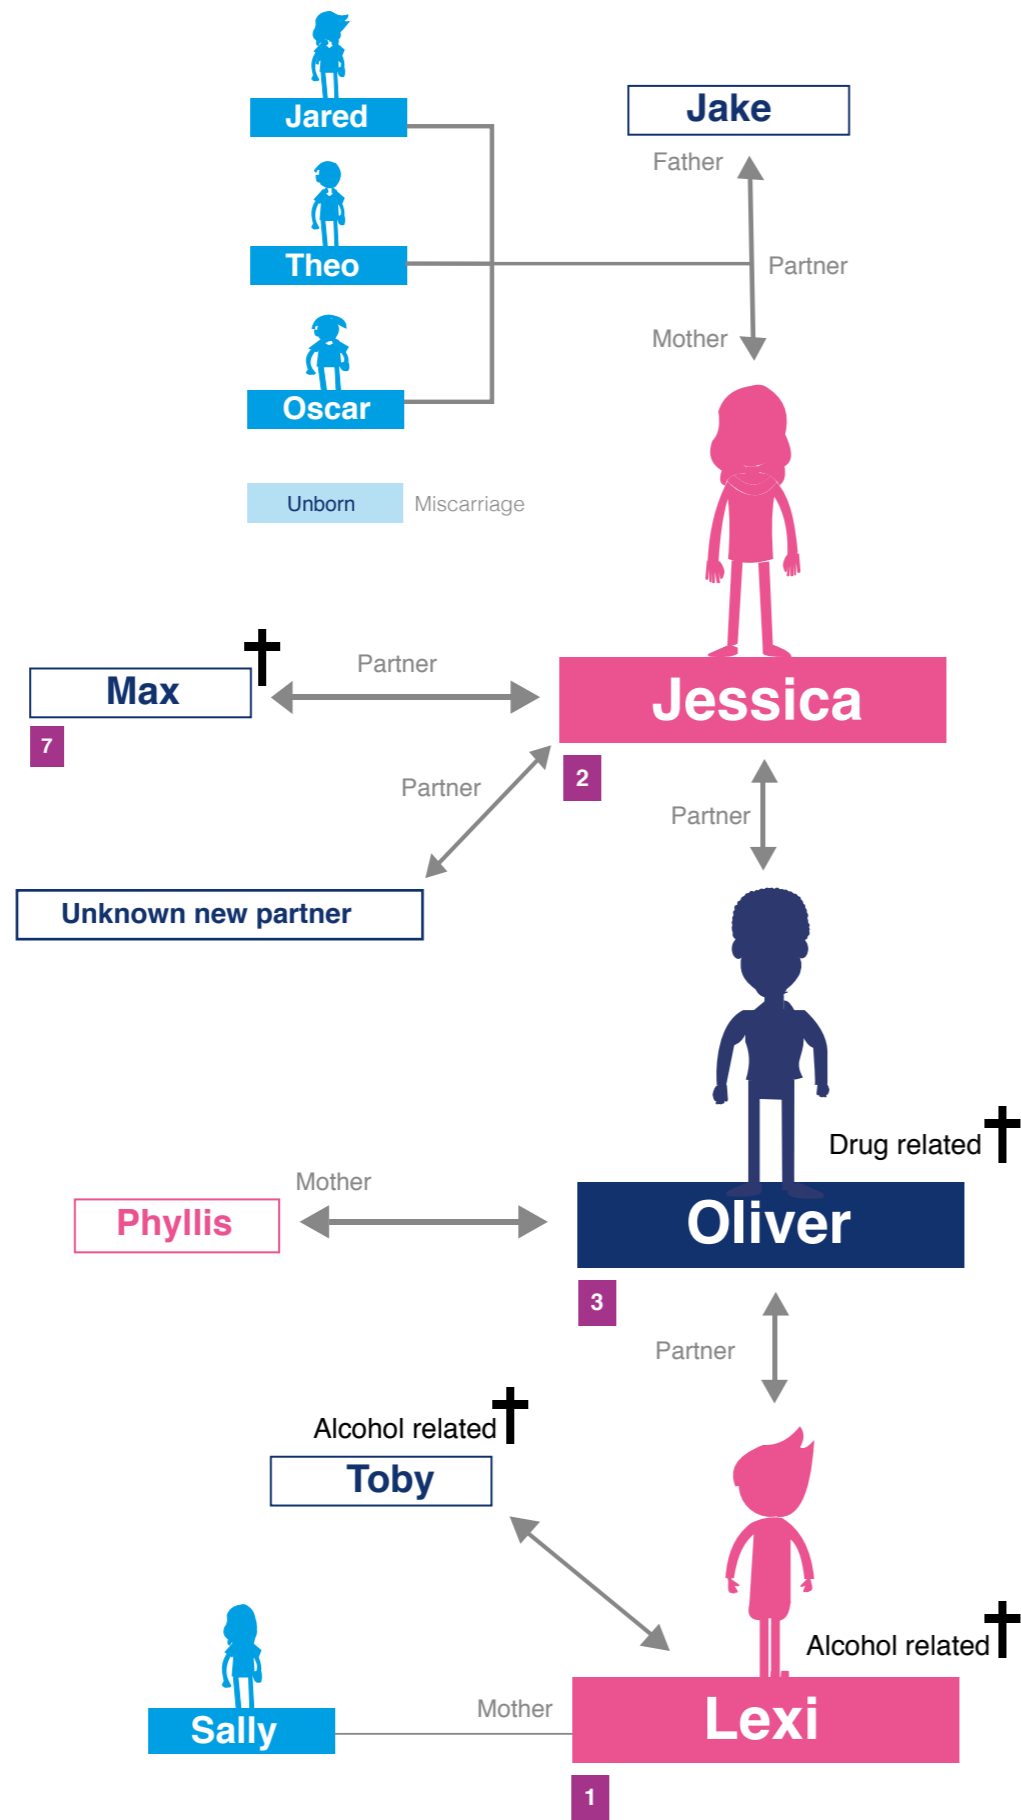 Jared
Jake
Father
Theo
Partner
Mother
Oscar
Unborn Miscarriage
Partner
Max
Jessica
7
2
Partner
Partner
Unknown new partner
Drug related
Mother
Phyllis
Oliver
3
Partner
Alcohol related
Toby
Alcohol related
Mother
Sally
Lexi
1